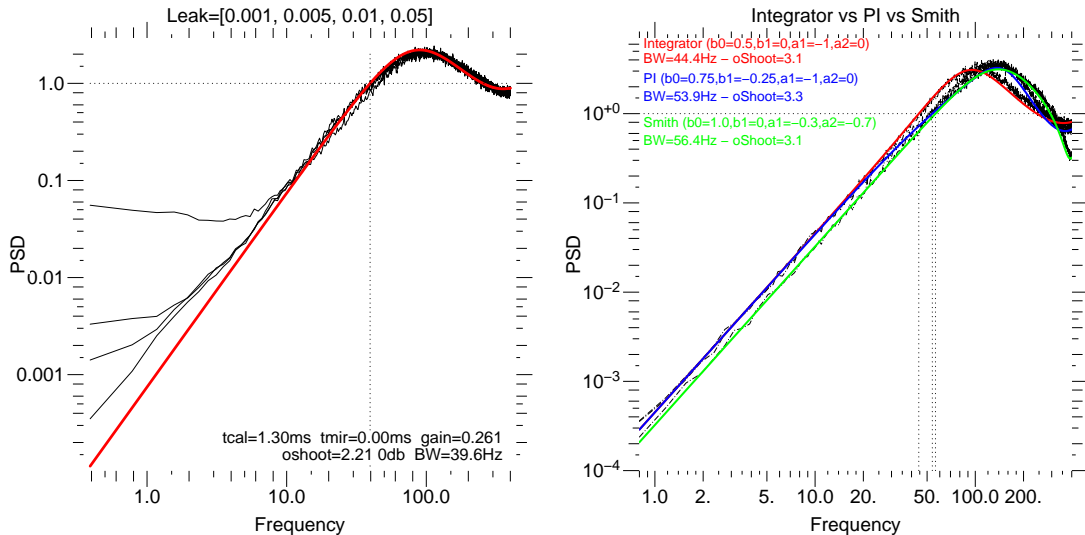 Leak=[0.001, 0.005, 0.01, 0.05]
PSD
1.0
0.1
0.01
0.001
tcal=1.30ms tmir=0.00ms gain=0.261
oshoot=2.21 0db BW=39.6Hz
1.0 10.0 100.0
Frequency
Integrator vs PI vs Smith
Integrator (b0=0.5,b1=0,a1=−1,a2=0)
BW=44.4Hz − oShoot=3.1
PI (b0=0.75,b1=−0.25,a1=−1,a2=0)
BW=53.9Hz − oShoot=3.3
Smith (b0=1.0,b1=0,a1=−0.3,a2=−0.7)
BW=56.4Hz − oShoot=3.1
PSD
10+0
10−1
10−2
10−3
10−4
1.0 2. 5. 10.0 20. 50. 100.0 200.
Frequency